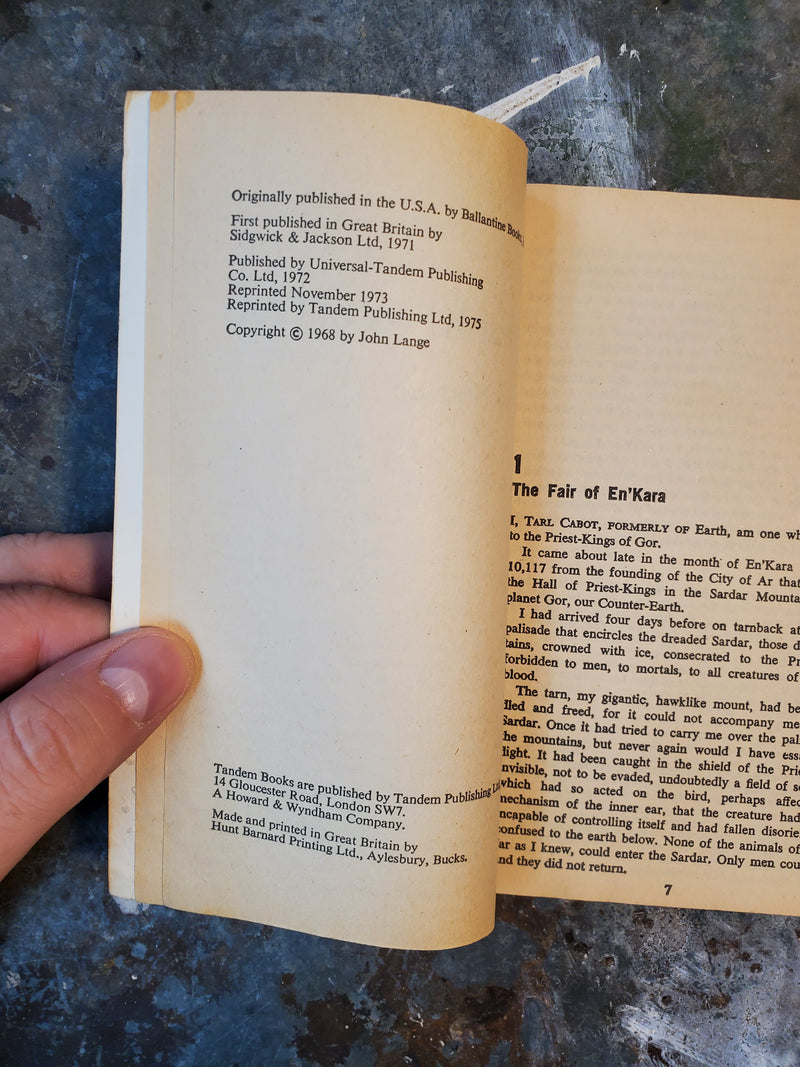 Originally published in the U.S.A. by Ballantine Books,
First published in Great Britain by
Sidgwick & Jackson Ltd, 1971
Published by Universal-Tandem Publishing
Co. Ltd, 1972
Reprinted November 1973
Reprinted by Tandem Publishing Ltd, 1975
Copyright © 1968 by John Lange
Tandem Books are published by Tandem Publishing Ltd
14 Gloucester Road, London SW7.
A Howard & Wyndham Company.
Made and printed in Great Britain by
Hunt Barnard Printing Ltd., Aylesbury, Bucks.
1
The Fair of En'Kara
I, TARL CABOT, FORMERLY OF Earth, am one
to the Priest-Kings of Gor.
It came about late in the month of En'Kara
10,117 from the founding of the City of Ar that
the Hall of Priest-Kings in the Sardar
planet Gor, our Counter-Earth.
I had arrived four days before on tarnback
palisade that encircles the dreaded Sardar, those
crowned with ice, consecrated to the
forbidden to men, to mortals, to all creatures of
blood.
The tarn, my gigantic, hawklike mount, had
and freed, for it could not accompany me
Sardar. Once it had tried to carry me over the
the mountains, but never again would I have
It had been caught in the shield of the
not to be evaded, undoubtedly a field of
which had so acted on the bird, perhaps
mechanism of the inner ear, that the creature had
of controlling itself and had fallen
to the earth below. None of the animals of
as I knew, could enter the Sardar. Only men
they did not return.
7